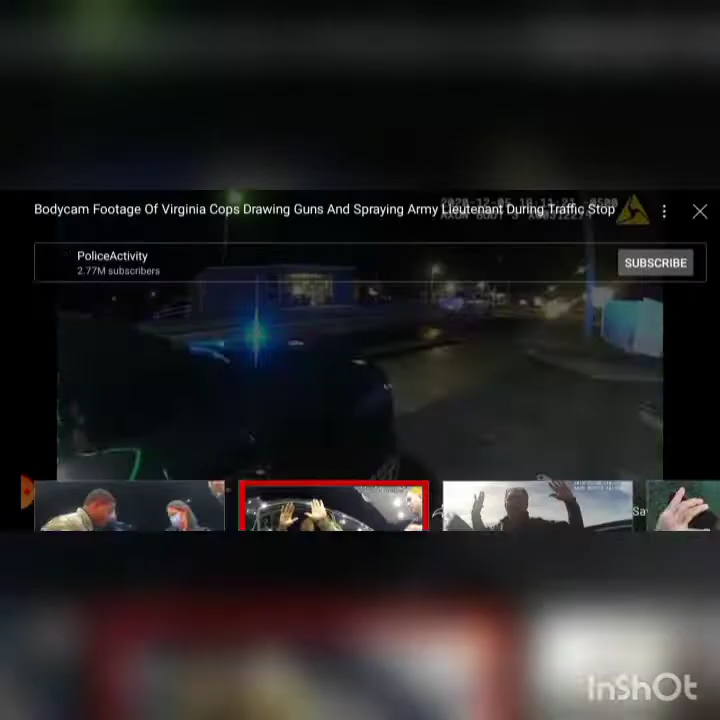 Bodycam Footage Of Virginia Cops Drawing Guns And Spraying Army Lieutenant During Traffic Stop
PoliceActivity
2.77M subscribers
SUBSCRIBE
InShOt